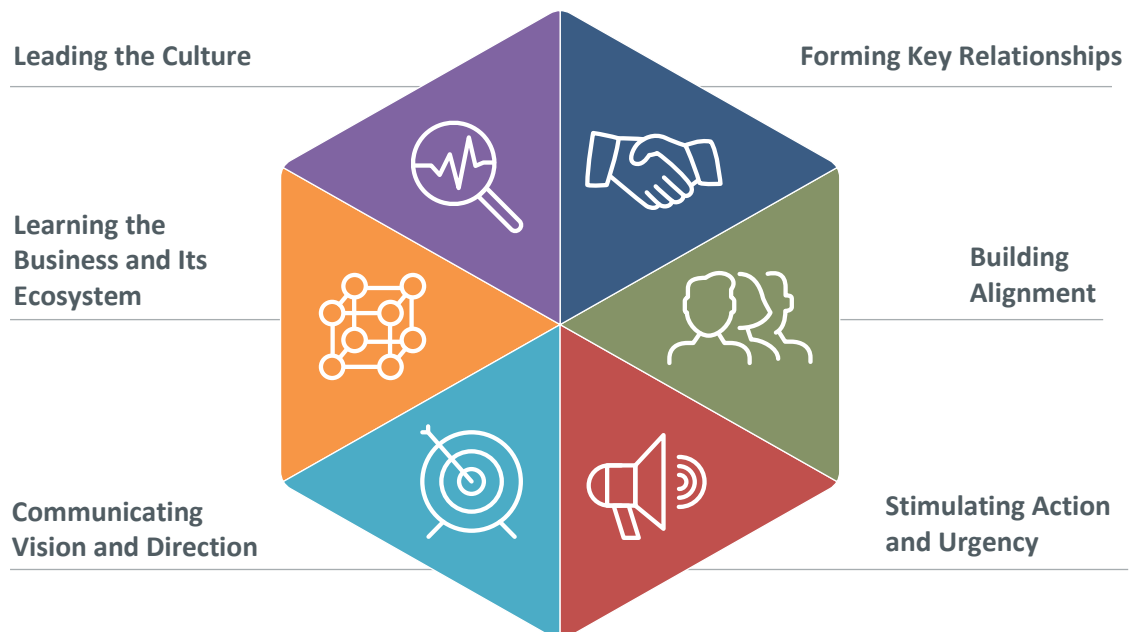 Leading the Culture
Forming Key Relationships
Learning the
Business and Its
Ecosystem
Building
Alignment
Communicating
Vision and Direction
Stimulating Action
and Urgency